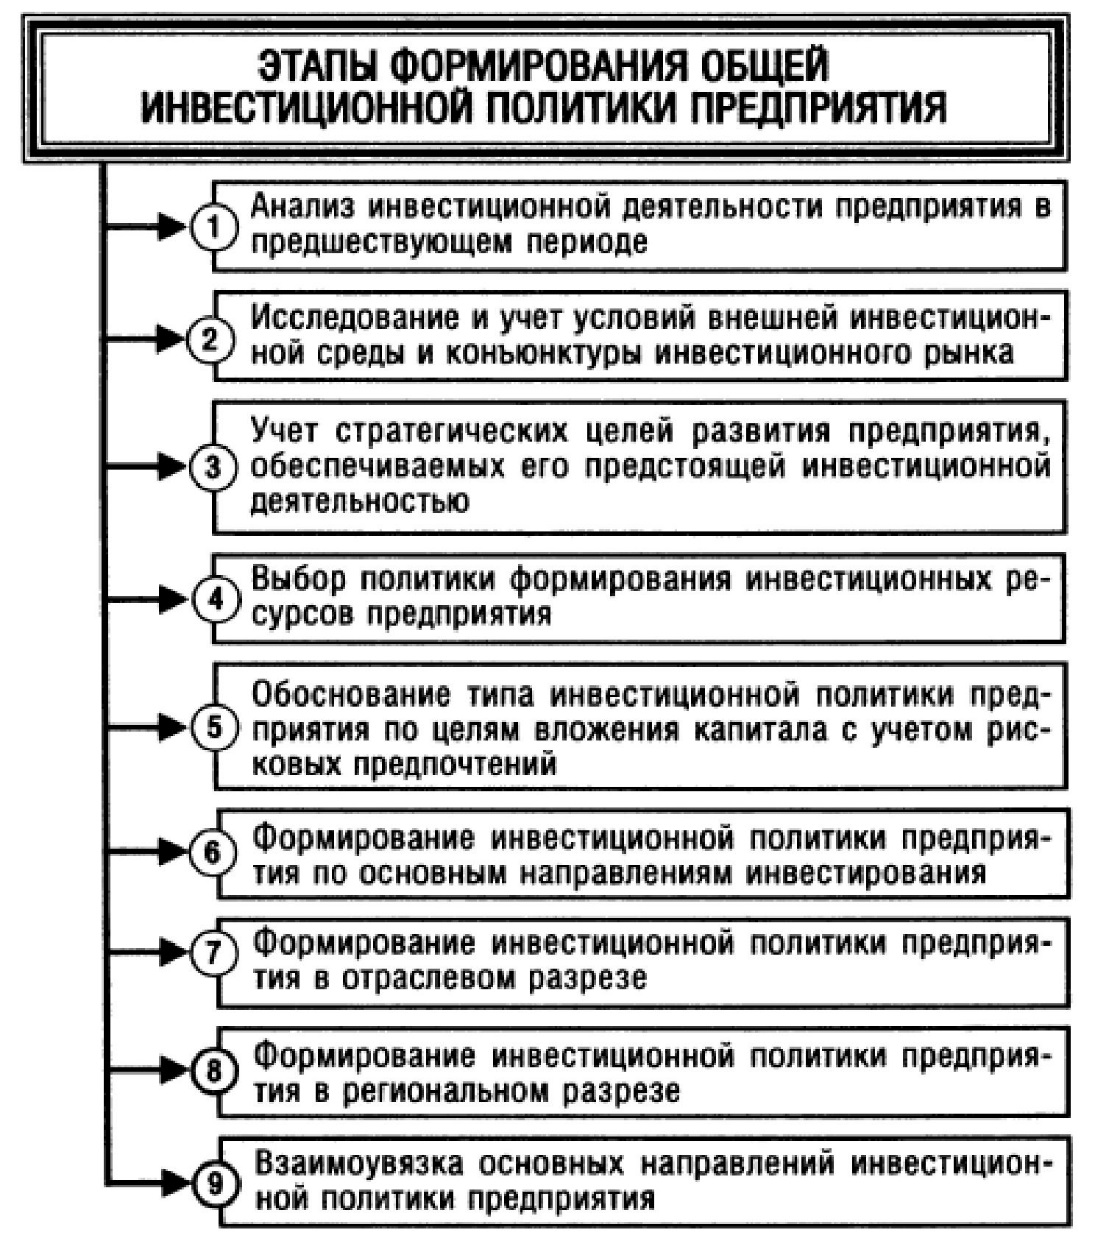 ЭТАПЫ ФОРМИРОВАНИЯ ОБЩЕЙ
ИНВЕСТИЦИОННОЙ ПОЛИТИКИ ПРЕДПРИЯТИЯ
1
Анализ инвестиционной деятельности предприятия в
предшествующем периоде
2
Исследование и учет условий внешней инвестицион-
ной среды и конъюнктуры инвестиционного рынка
3
Учет стратегических целей развития предприятия,
обеспечиваемых его предстоящей инвестиционной
деятельностью
4
Выбор политики формирования инвестиционных ре-
сурсов предприятия
5
Обоснование типа инвестиционной политики пред-
приятия по целям вложения капитала с учетом рис-
ковых предпочтений
6
Формирование инвестиционной политики предприя-
тия по основным направлениям инвестирования
7
Формирование инвестиционной политики предприя-
тия в отраслевом разрезе
8
Формирование инвестиционной политики предприя-
тия в региональном разрезе
9
Взаимоувязка основных направлений инвестицион-
ной политики предприятия